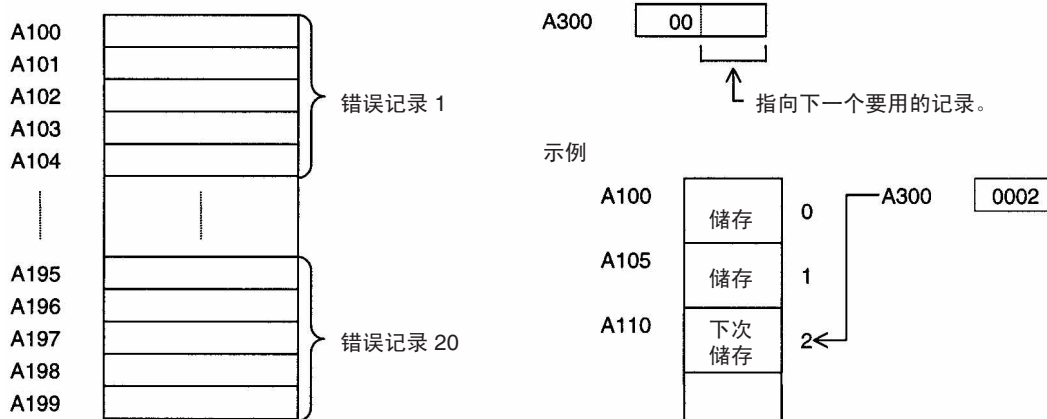 A100
A101
A102
A103
A104
错误记录 1
A195
A196
A197
A198
A199
错误记录 20
A300
00
指向下一个要用的记录。
示例
A100
储存
0
A300
0002
A105
储存
1
A110
下次
储存
2